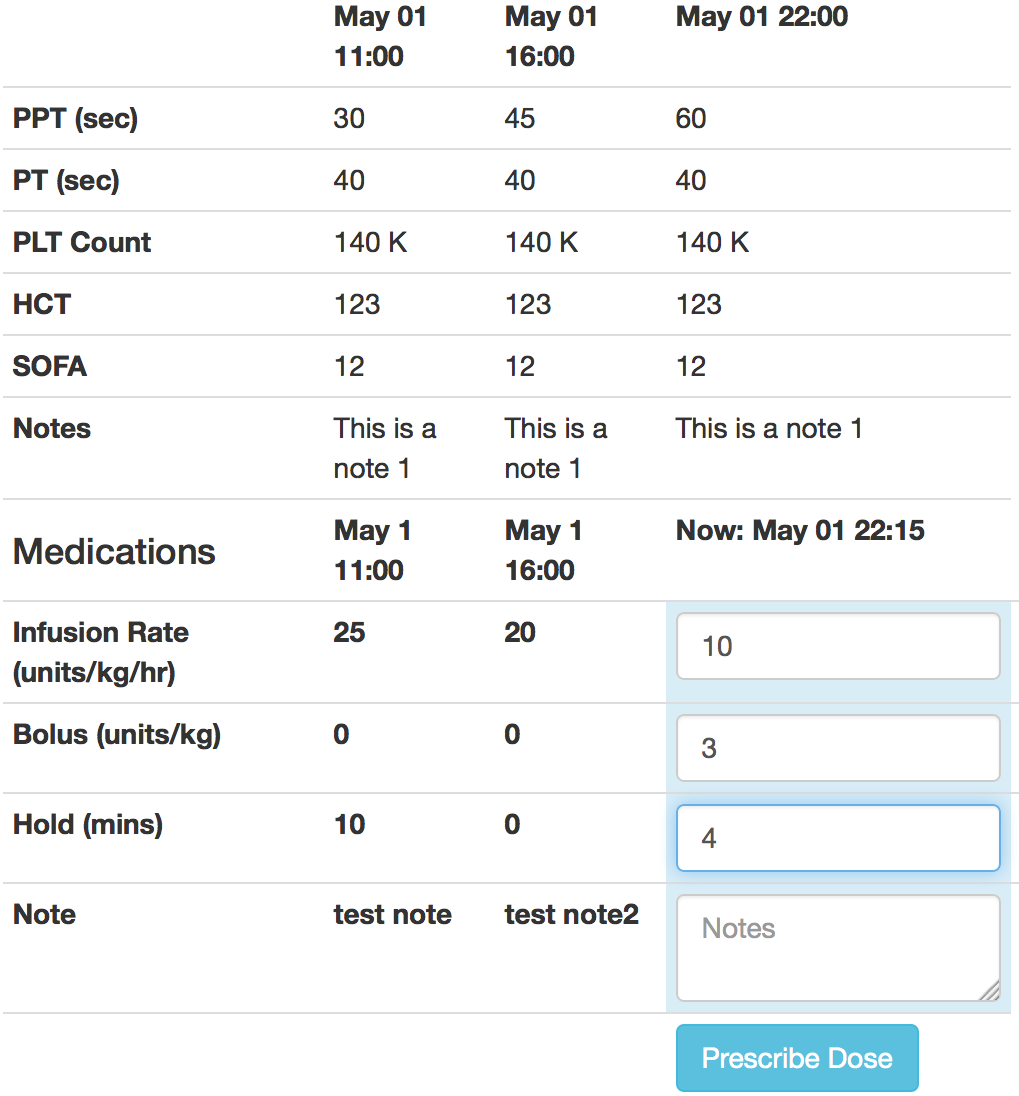 May 01 11:00 May 01 16:00 May 01 22:00
PPT (sec) 30 45 60
PT (sec) 40 40 40
PLT Count 140 K 140 K 140 K
HCT 123 123 123
SOFA 12 12 12
Notes This is a note 1 This is a note 1 This is a note 1
Medications May 1 11:00 May 1 16:00 Now: May 01 22:15
Infusion Rate (units/kg/hr) 25 20 10
Bolus (units/kg) 0 0 3
Hold (mins) 10 0 4
Note test note test note2 Notes
Prescribe Dose